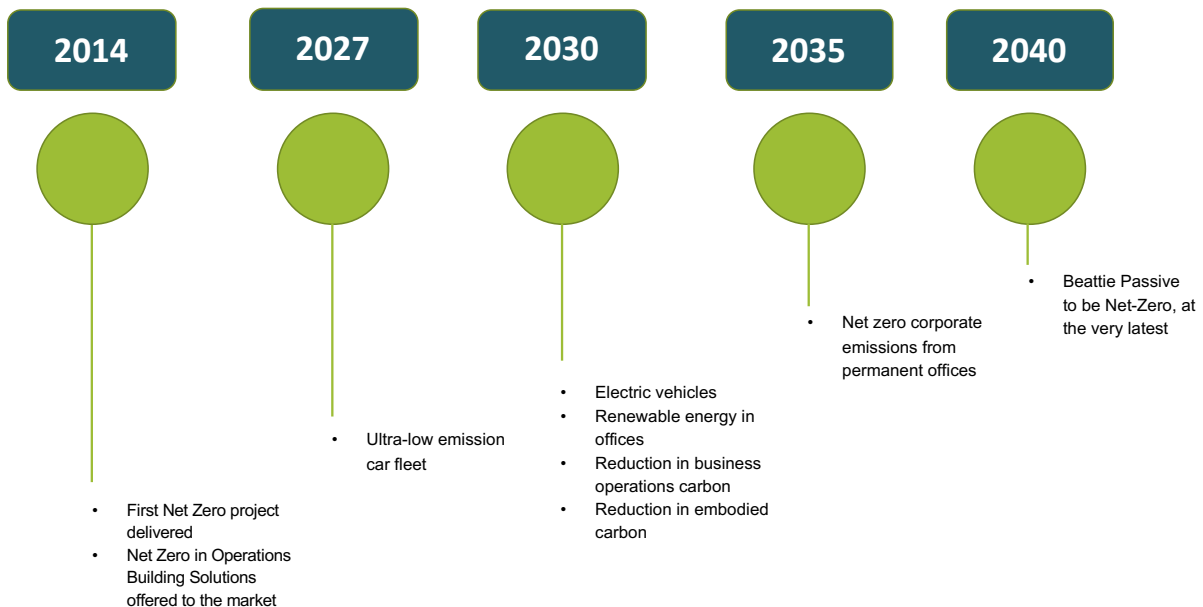 2014
2027
2030
2035
2040
• First Net Zero project
delivered
• Net Zero in Operations
Building Solutions
offered to the market
• Ultra-low emission
car fleet
• Electric vehicles
• Renewable energy in
offices
• Reduction in business
operations carbon
• Reduction in embodied
carbon
• Net zero corporate
emissions from
permanent offices
• Beattie Passive
to be Net-Zero, at
the very latest